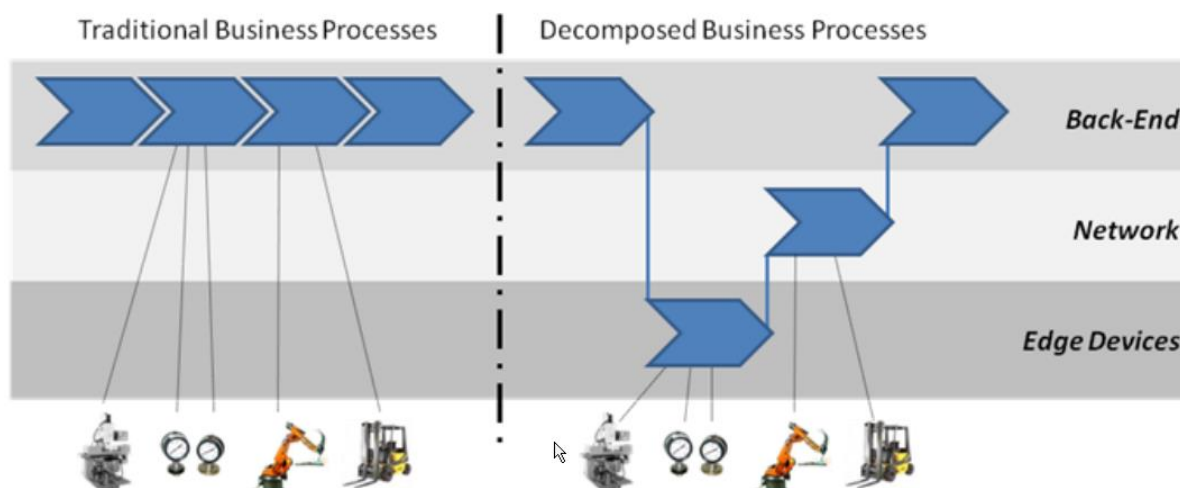 Traditional Business Processes
Decomposed Business Processes
Back-End
Network
Edge Devices